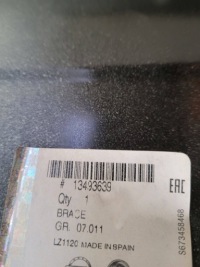 # 13493639
EAC
Qty 1
BRACE
GR. 07.011
LZ1120 MADE IN SPAIN
S673458468